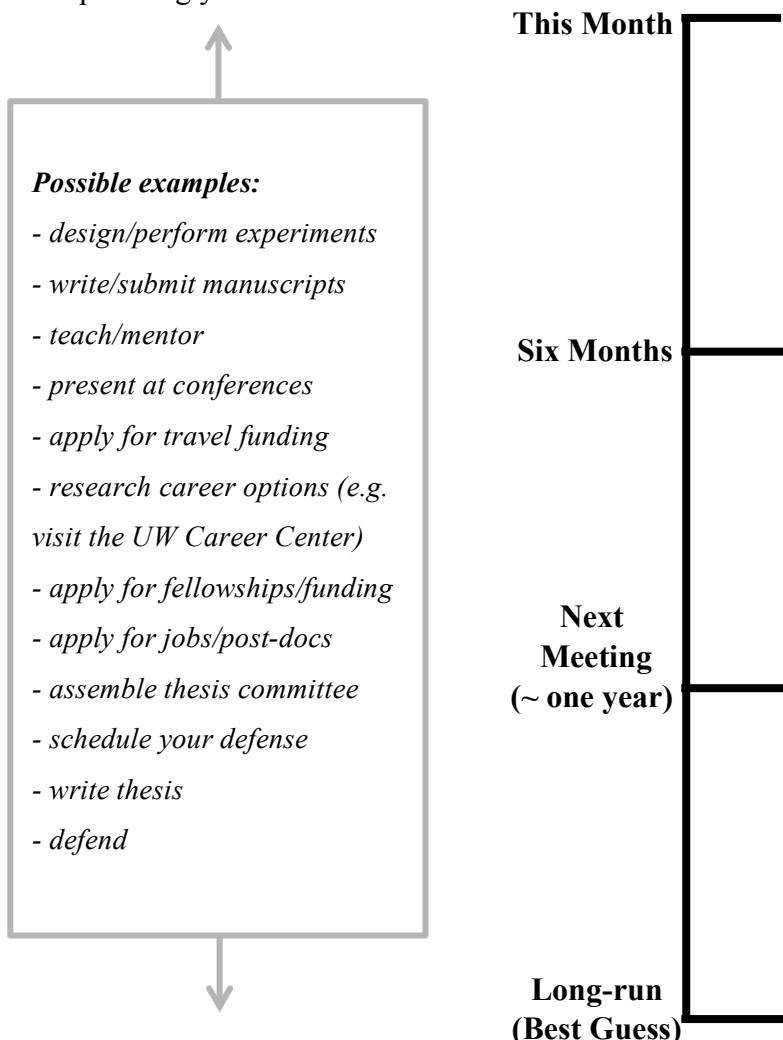 This Month
Possible examples:
- design/perform experiments
- write/submit manuscripts
- teach/mentor
- present at conferences
- apply for travel funding
- research career options (e.g.
visit the UW Career Center)
- apply for fellowships/funding
- apply for jobs/post-docs
- assemble thesis committee
- schedule your defense
- write thesis
- defend
Six Months
Next
Meeting
(~ one year)
Long-run
(Best Guess)